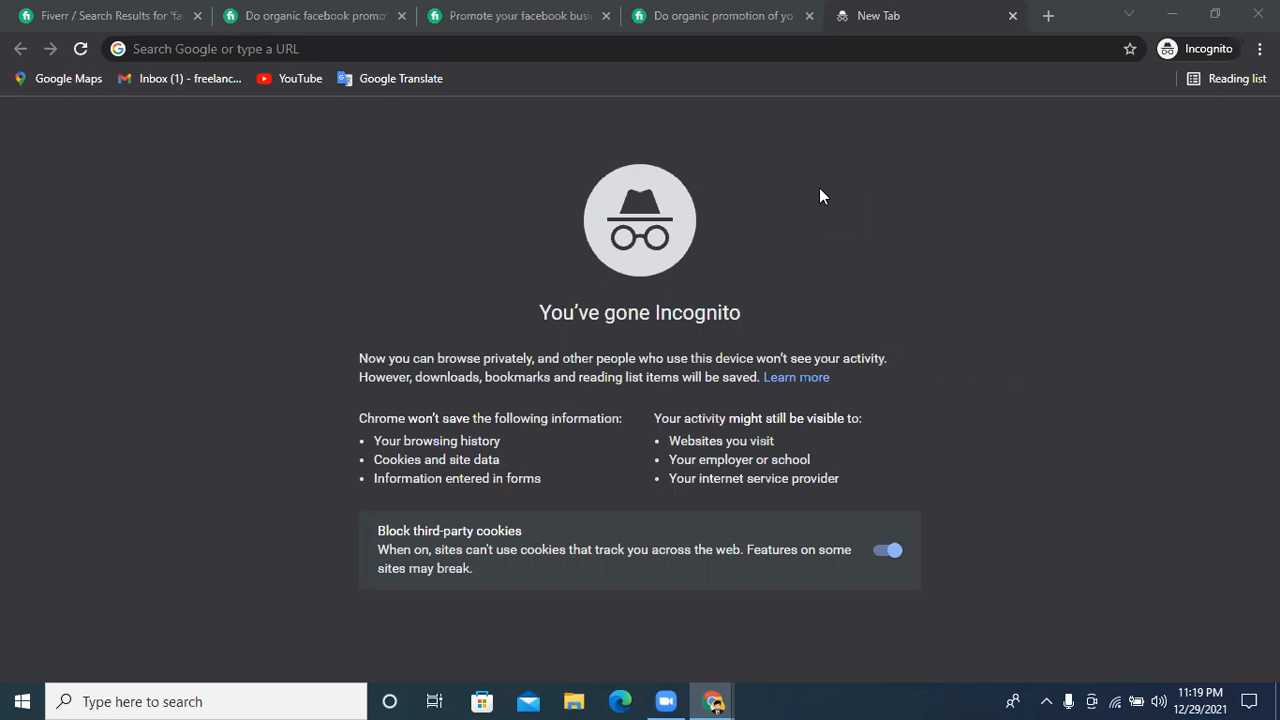 Fiverr / Search Results for "fa
Do organic facebook promo
Promote your facebook busi
Do organic promotion of yo
New Tab
Search Google or type a URL
Incognito
Google Maps
Inbox (1) - freelanc...
YouTube
Google Translate
Reading list
You've gone Incognito
Now you can browse privately, and other people who use this device won't see your activity.
However, downloads, bookmarks and reading list items will be saved. Learn more
Chrome won't save the following information:
Your browsing history
Cookies and site data
Information entered in forms
Your activity might still be visible to:
Websites you visit
Your employer or school
Your internet service provider
Block third-party cookies
When on, sites can't use cookies that track you across the web. Features on some
sites may break.
Type here to search
1:19 PM
12/29/2021